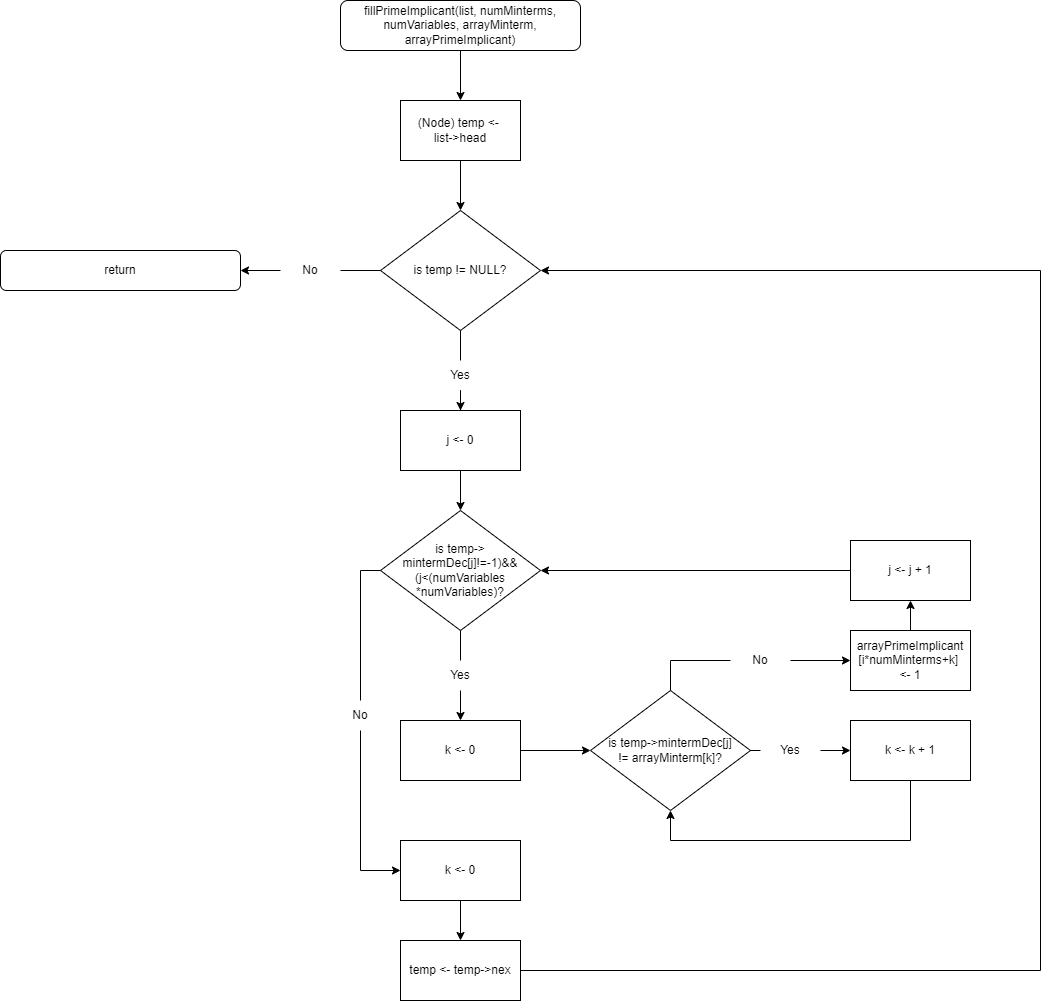 fillPrimeImplicant(list, numMinterms,
numVariables, arrayMinterm,
arrayPrimeImplicant)
(Node) temp <-
list->head
return
No
is temp != NULL?
Yes
j <- 0
is temp->
mintermDec[j]!=-1)&&
(j<(numVariables
*numVariables)?
j <- j + 1
No
arrayPrimeImplicant
[i*numMinterms+k]
<- 1
Yes
No
k <- 0
is temp->mintermDec[j]
!= arrayMinterm[k]?
Yes
k <- k + 1
k <- 0
temp <- temp->nex